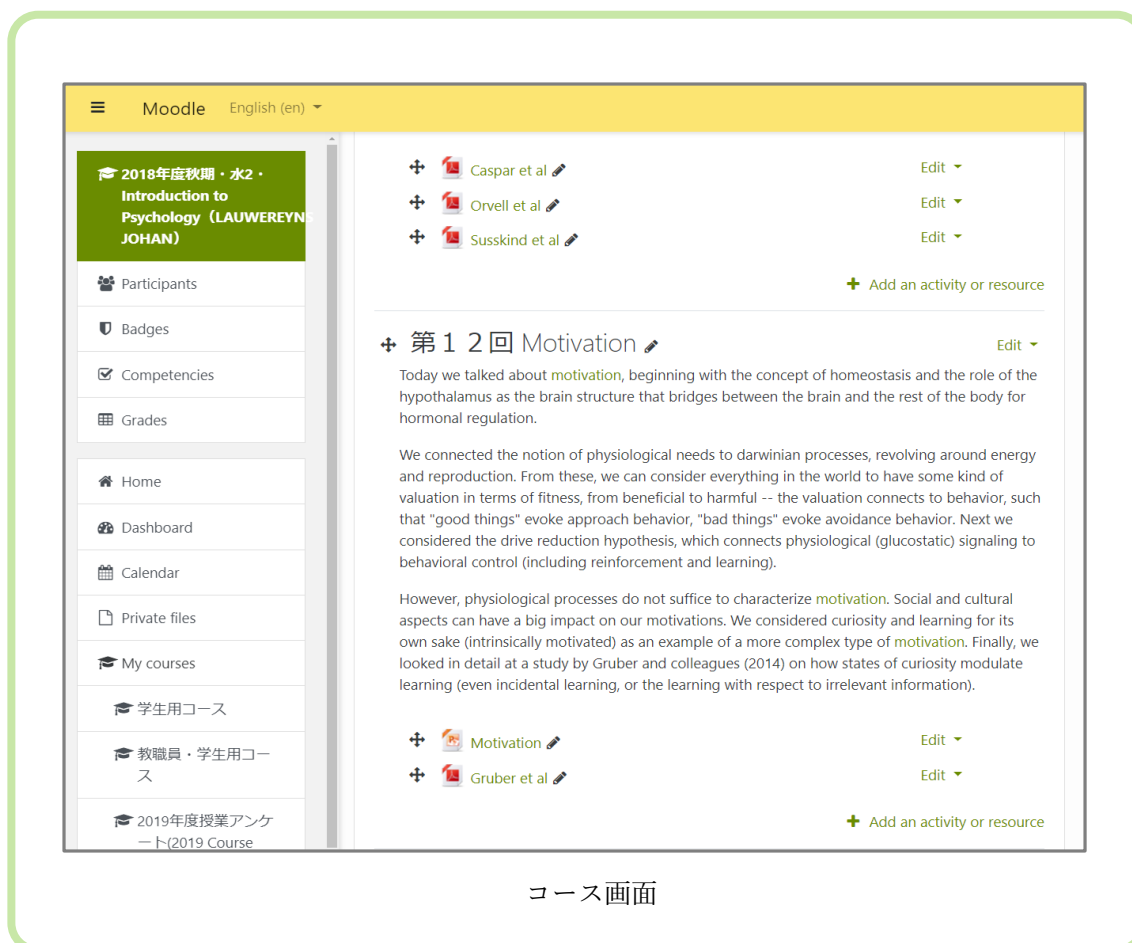 Moodle English (en)
2018年度秋期・水2・
Introduction to
Psychology（LAUWEREYNS
JOHAN）
Participants
Badges
Competencies
Grades
Home
Dashboard
Calendar
Private files
My courses
学生用コース
教職員・学生用コー
ス
2019年度授業アンケ
ート(2019 Course
Caspar et al Edit
Orvell et al Edit
Susskind et al Edit
Add an activity or resource
第１２回 Motivation Edit
Today we talked about motivation, beginning with the concept of homeostasis and the role of the
hypothalamus as the brain structure that bridges between the brain and the rest of the body for
hormonal regulation.
We connected the notion of physiological needs to darwinian processes, revolving around energy
and reproduction. From these, we can consider everything in the world to have some kind of
valuation in terms of fitness, from beneficial to harmful -- the valuation connects to behavior, such
that "good things" evoke approach behavior, "bad things" evoke avoidance behavior. Next we
considered the drive reduction hypothesis, which connects physiological (glucostatic) signaling to
behavioral control (including reinforcement and learning).
However, physiological processes do not suffice to characterize motivation. Social and cultural
aspects can have a big impact on our motivations. We considered curiosity and learning for its
own sake (intrinsically motivated) as an example of a more complex type of motivation. Finally, we
looked in detail at a study by Gruber and colleagues (2014) on how states of curiosity modulate
learning (even incidental learning, or the learning with respect to irrelevant information).
Motivation Edit
Gruber et al Edit
Add an activity or resource
コース画面